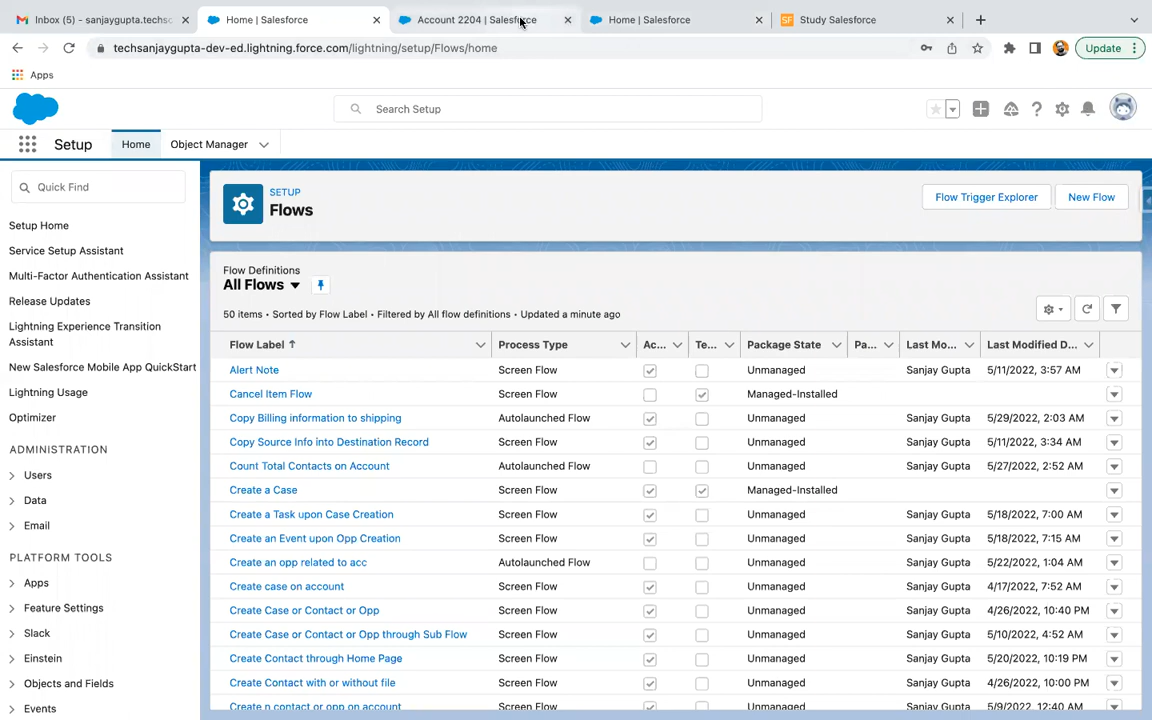 Inbox (5) - sanjaygupta.techsc
Home | Salesforce
Account 2204 | Salesforce
Home | Salesforce
Study Salesforce
techsanjaygupta-dev-ed.lightning.force.com/lightning/setup/Flows/home
Update
Apps
Search Setup
Setup
Home
Object Manager
Quick Find
Setup Home
Service Setup Assistant
Multi-Factor Authentication Assistant
Release Updates
Lightning Experience Transition
Assistant
New Salesforce Mobile App QuickStart
Lightning Usage
Optimizer
ADMINISTRATION
Users
Data
Email
PLATFORM TOOLS
Apps
Feature Settings
Slack
Einstein
Objects and Fields
Events
SETUP
Flows
Flow Trigger Explorer
New Flow
Flow Definitions
All Flows
50 items • Sorted by Flow Label • Filtered by All flow definitions • Updated a minute ago
Flow Label ↑ Process Type Ac... Te... Package State Pa... Last Mo... Last Modified D...
Alert Note Screen Flow Unmanaged Sanjay Gupta 5/11/2022, 3:57 AM
Cancel Item Flow Screen Flow Managed-Installed
Copy Billing information to shipping Autolaunched Flow Unmanaged Sanjay Gupta 5/29/2022, 2:03 AM
Copy Source Info into Destination Record Screen Flow Unmanaged Sanjay Gupta 5/11/2022, 3:34 AM
Count Total Contacts on Account Autolaunched Flow Unmanaged Sanjay Gupta 5/27/2022, 2:52 AM
Create a Case Screen Flow Managed-Installed
Create a Task upon Case Creation Screen Flow Unmanaged Sanjay Gupta 5/18/2022, 7:00 AM
Create an Event upon Opp Creation Screen Flow Unmanaged Sanjay Gupta 5/18/2022, 7:15 AM
Create an opp related to acc Autolaunched Flow Unmanaged Sanjay Gupta 5/22/2022, 1:04 AM
Create case on account Screen Flow Unmanaged Sanjay Gupta 4/17/2022, 7:52 AM
Create Case or Contact or Opp Screen Flow Unmanaged Sanjay Gupta 4/26/2022, 10:40 PM
Create Case or Contact or Opp through Sub Flow Screen Flow Unmanaged Sanjay Gupta 5/10/2022, 4:52 AM
Create Contact through Home Page Screen Flow Unmanaged Sanjay Gupta 5/20/2022, 10:19 PM
Create Contact with or without file Screen Flow Unmanaged Sanjay Gupta 4/26/2022, 10:00 PM
Create n contact or opp on account Screen Flow Unmanaged Sanjay Gupta 5/9/2022, 12:40 AM